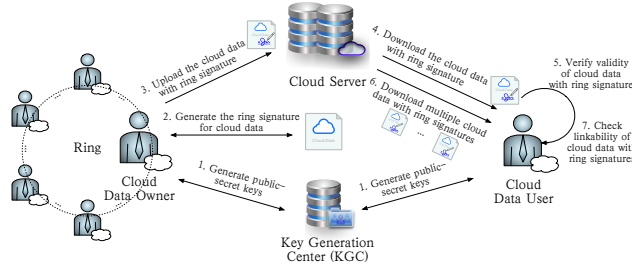 3. Upload the cloud data
with ring signature
Cloud Server
4. Download the cloud data
with ring signature
6. Download multiple cloud
data with ring signatures
...
5. Verify validity
of cloud data
with ring signature
7. Check
linkability of
cloud data with
ring signatures
2. Generate the ring signature
for cloud data
Ring
Cloud
Data Owner
Cloud
Data User
1. Generate public-
secret keys
1. Generate public-
secret keys
Key Generation
Center (KGC)